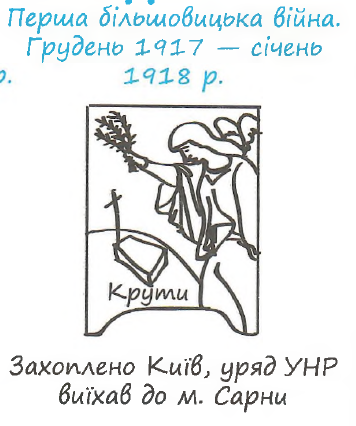 Перша більшовицька війна.
Грудень 1917 — січень
р. 1918 р.
Крути
Захоплено Київ, уряд УНР
виїхав до м. Сарни